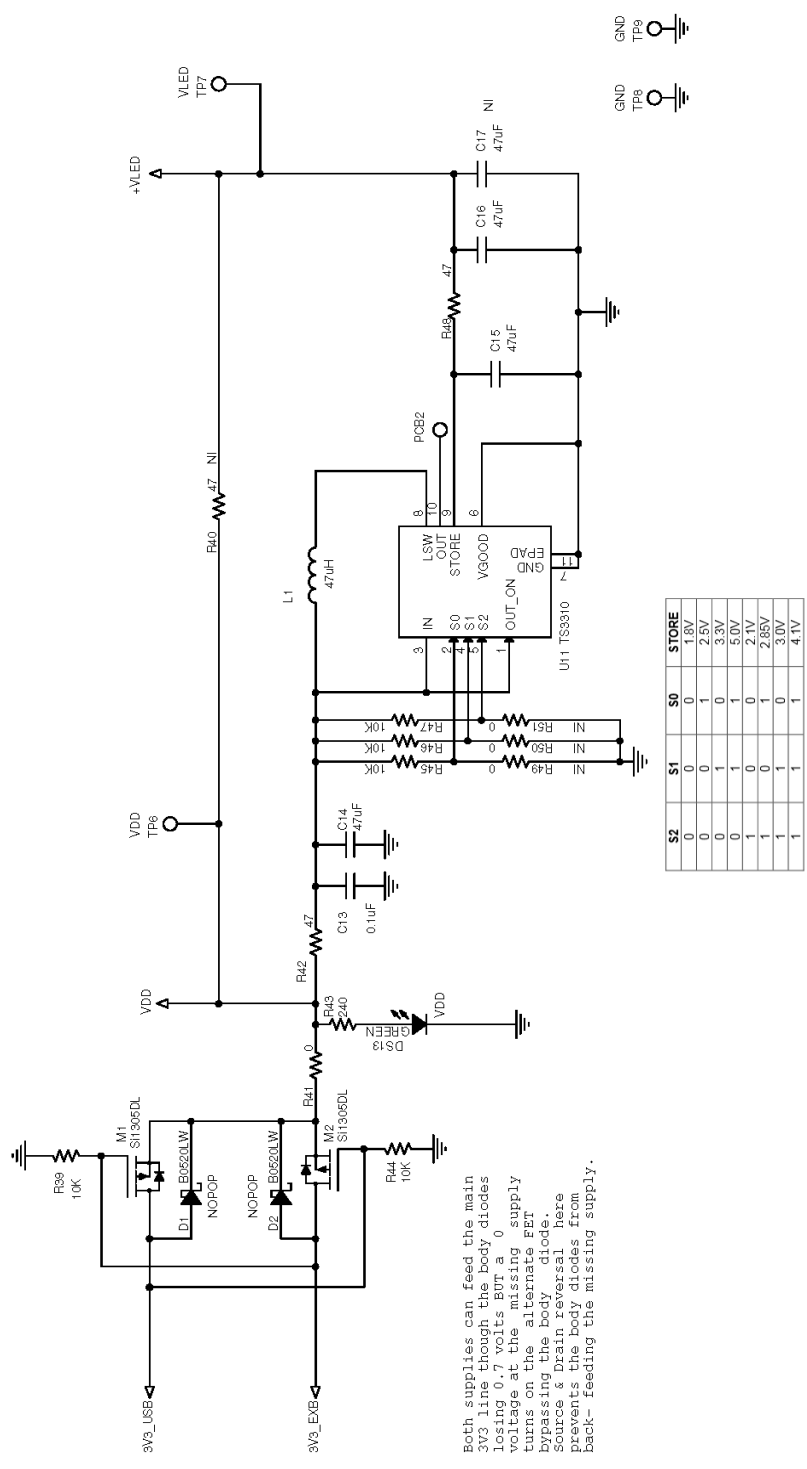 3V3_USB
3V3_EXB
R39
10K
M1
Si1305DL
D1
B0520LW
NOPOP
D2
B0520LW
NOPOP
M2
Si1305DL
R44
10K
R41
0
VDD
R43
240
GREEN
DS13
VDD
R42
47
C13
0.1uF
C14
47uF
VDD
TP6
R40
47
NI
L1
47uH
10K
R47
10K
R46
10K
R45
0
R51
NI
0
R50
NI
0
R49
NI
3
IN
2
S0
4
S1
5
S2
1
OUT_ON
8
LSW
10
OUT
9
STORE
6
VGOOD
11
EPAD
7
GND
U11 TS3310
PCB2
C15
47uF
R48
47
C16
47uF
C17
47uF
NI
+VLED
VLED
TP7
GND
TP8
GND
TP9
Both supplies can feed the main
3V3 line though the body diodes
losing 0.7 volts BUT a 0
voltage at the missing supply
turns on the alternate FET
bypassing the body diode.
Source & Drain reversal here
prevents the body diodes from
back- feeding the missing supply.
S2 S1 S0 STORE
0 0 0 1.8V
0 0 1 2.5V
0 1 0 3.3V
0 1 1 5.0V
1 0 0 2.1V
1 0 1 2.85V
1 1 0 3.0V
1 1 1 4.1V